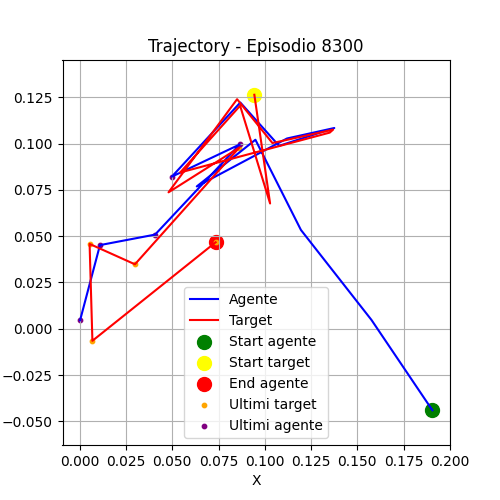 Trajectory - Episodio 8300
0.125
0.100
0.075
0.050
0.025
0.000
−0.025
−0.050
Agente
Target
Start agente
Start target
End agente
Ultimi target
Ultimi agente
0.000 0.025 0.050 0.075 0.100 0.125 0.150 0.175 0.200
X